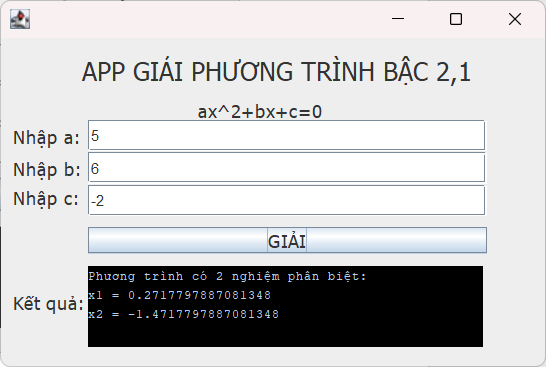 APP GIẢI PHƯƠNG TRÌNH BẬC 2,1
ax^2+bx+c=0
Nhập a: 5
Nhập b: 6
Nhập c: -2
GIẢI
Kết quả:
Phương trình có 2 nghiệm phân biệt:
x1 = 0.2717797887081348
x2 = -1.4717797887081348